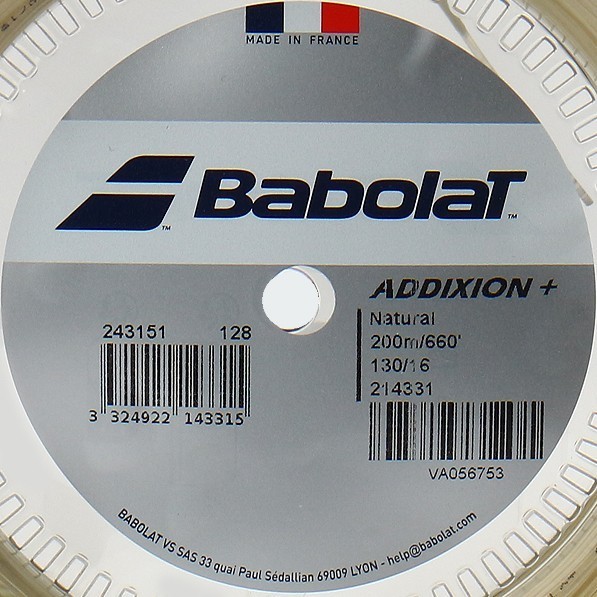 MADE IN FRANCE
BabolaT™
ADDIXION +
Natural
200m/660'
130/16
214331
VA056753
243151 128
3 324922 143315
BABOLAT VS SAS 33 quai Paul Sédallian 69009 LYON - help@babolat.com